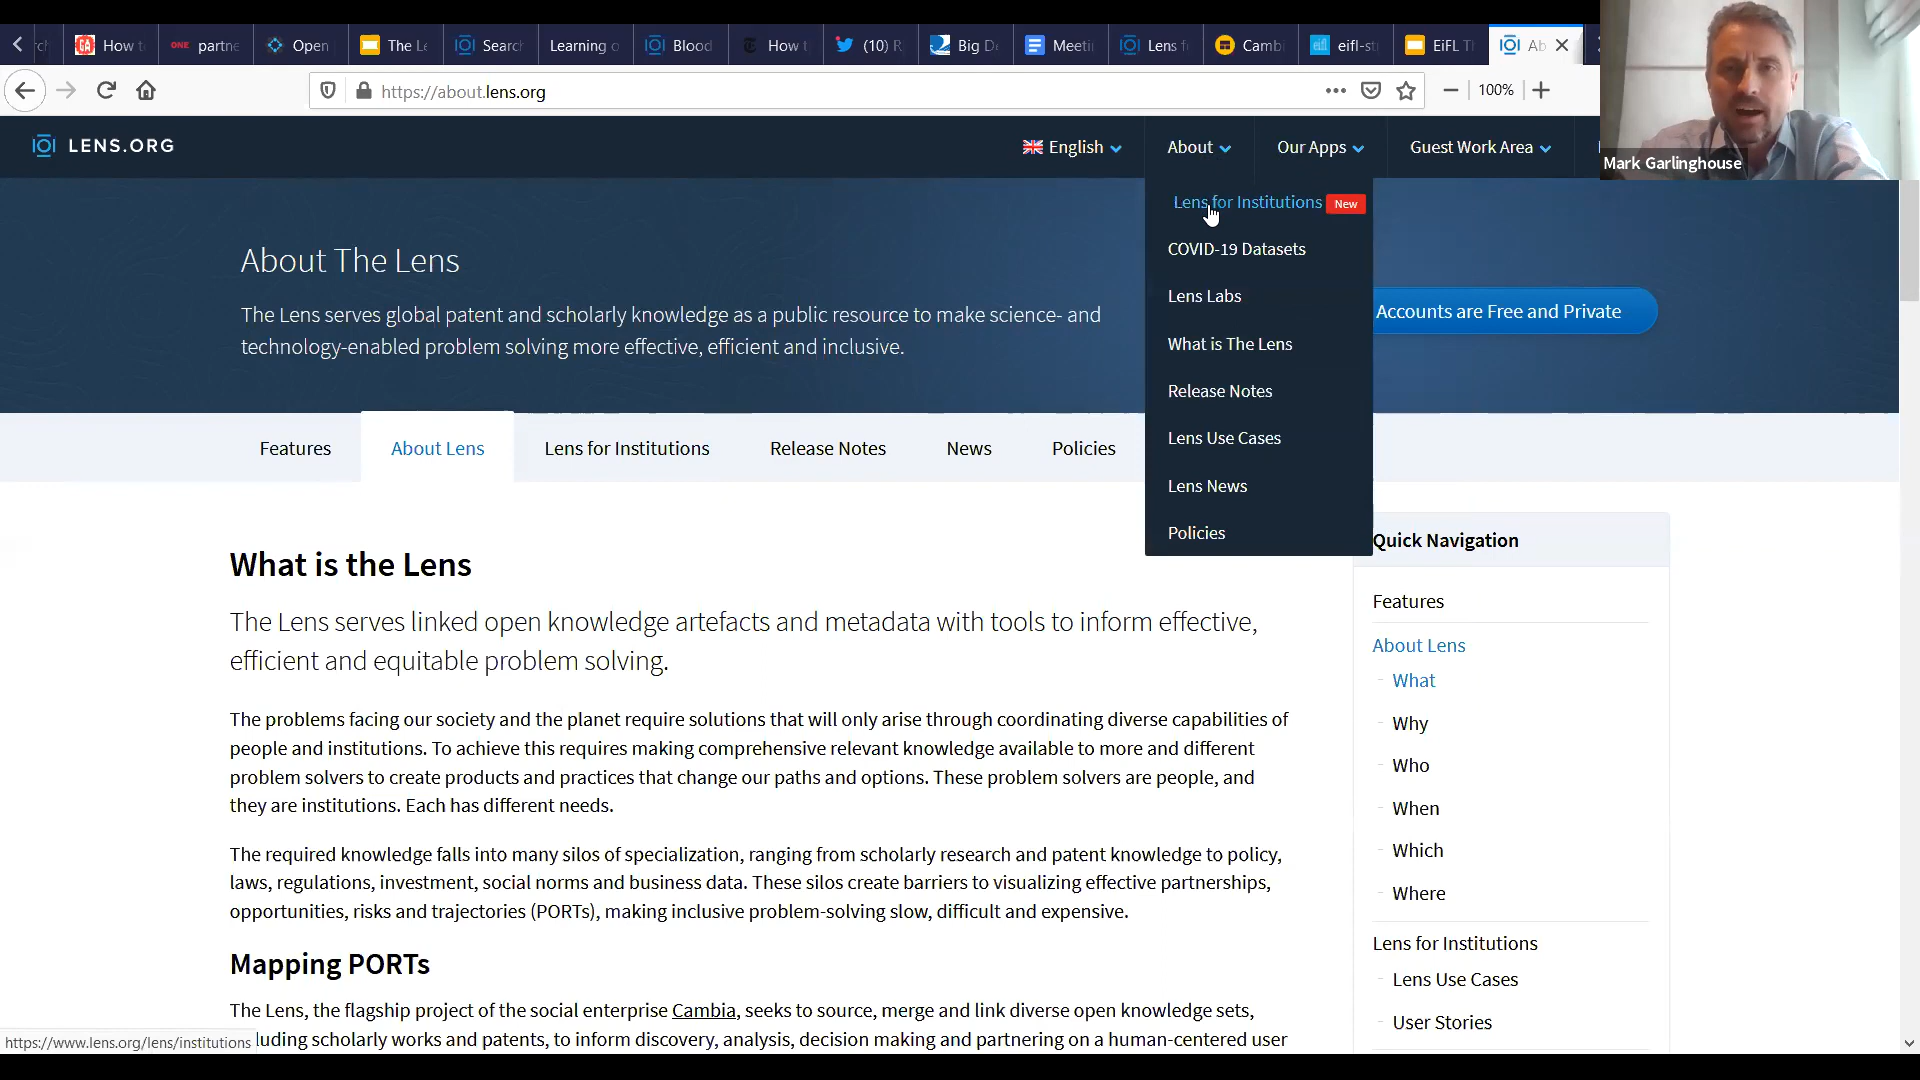 How t
ONE partne
Open
The Le
Searc
Learning o
Blood
How t
(10) R
Big D
Meeti
Lens f
Cambi
eifl eifl-st
EiFL T
Ab
https://about.lens.org
100%
LENS.ORG
English
About
Our Apps
Guest Work Area
Mark Garlinghouse
Lens for Institutions New
COVID-19 Datasets
Lens Labs
What is The Lens
Release Notes
Lens Use Cases
Lens News
Policies
About The Lens
The Lens serves global patent and scholarly knowledge as a public resource to make science- and
technology-enabled problem solving more effective, efficient and inclusive.
Accounts are Free and Private
Features
About Lens
Lens for Institutions
Release Notes
News
Policies
What is the Lens
The Lens serves linked open knowledge artefacts and metadata with tools to inform effective,
efficient and equitable problem solving.
The problems facing our society and the planet require solutions that will only arise through coordinating diverse capabilities of
people and institutions. To achieve this requires making comprehensive relevant knowledge available to more and different
problem solvers to create products and practices that change our paths and options. These problem solvers are people, and
they are institutions. Each has different needs.
The required knowledge falls into many silos of specialization, ranging from scholarly research and patent knowledge to policy,
laws, regulations, investment, social norms and business data. These silos create barriers to visualizing effective partnerships,
opportunities, risks and trajectories (PORTs), making inclusive problem-solving slow, difficult and expensive.
Mapping PORTs
The Lens, the flagship project of the social enterprise Cambia, seeks to source, merge and link diverse open knowledge sets,
luding scholarly works and patents, to inform discovery, analysis, decision making and partnering on a human-centered user
Quick Navigation
Features
About Lens
What
Why
Who
When
Which
Where
Lens for Institutions
Lens Use Cases
User Stories
https://www.lens.org/lens/institutions